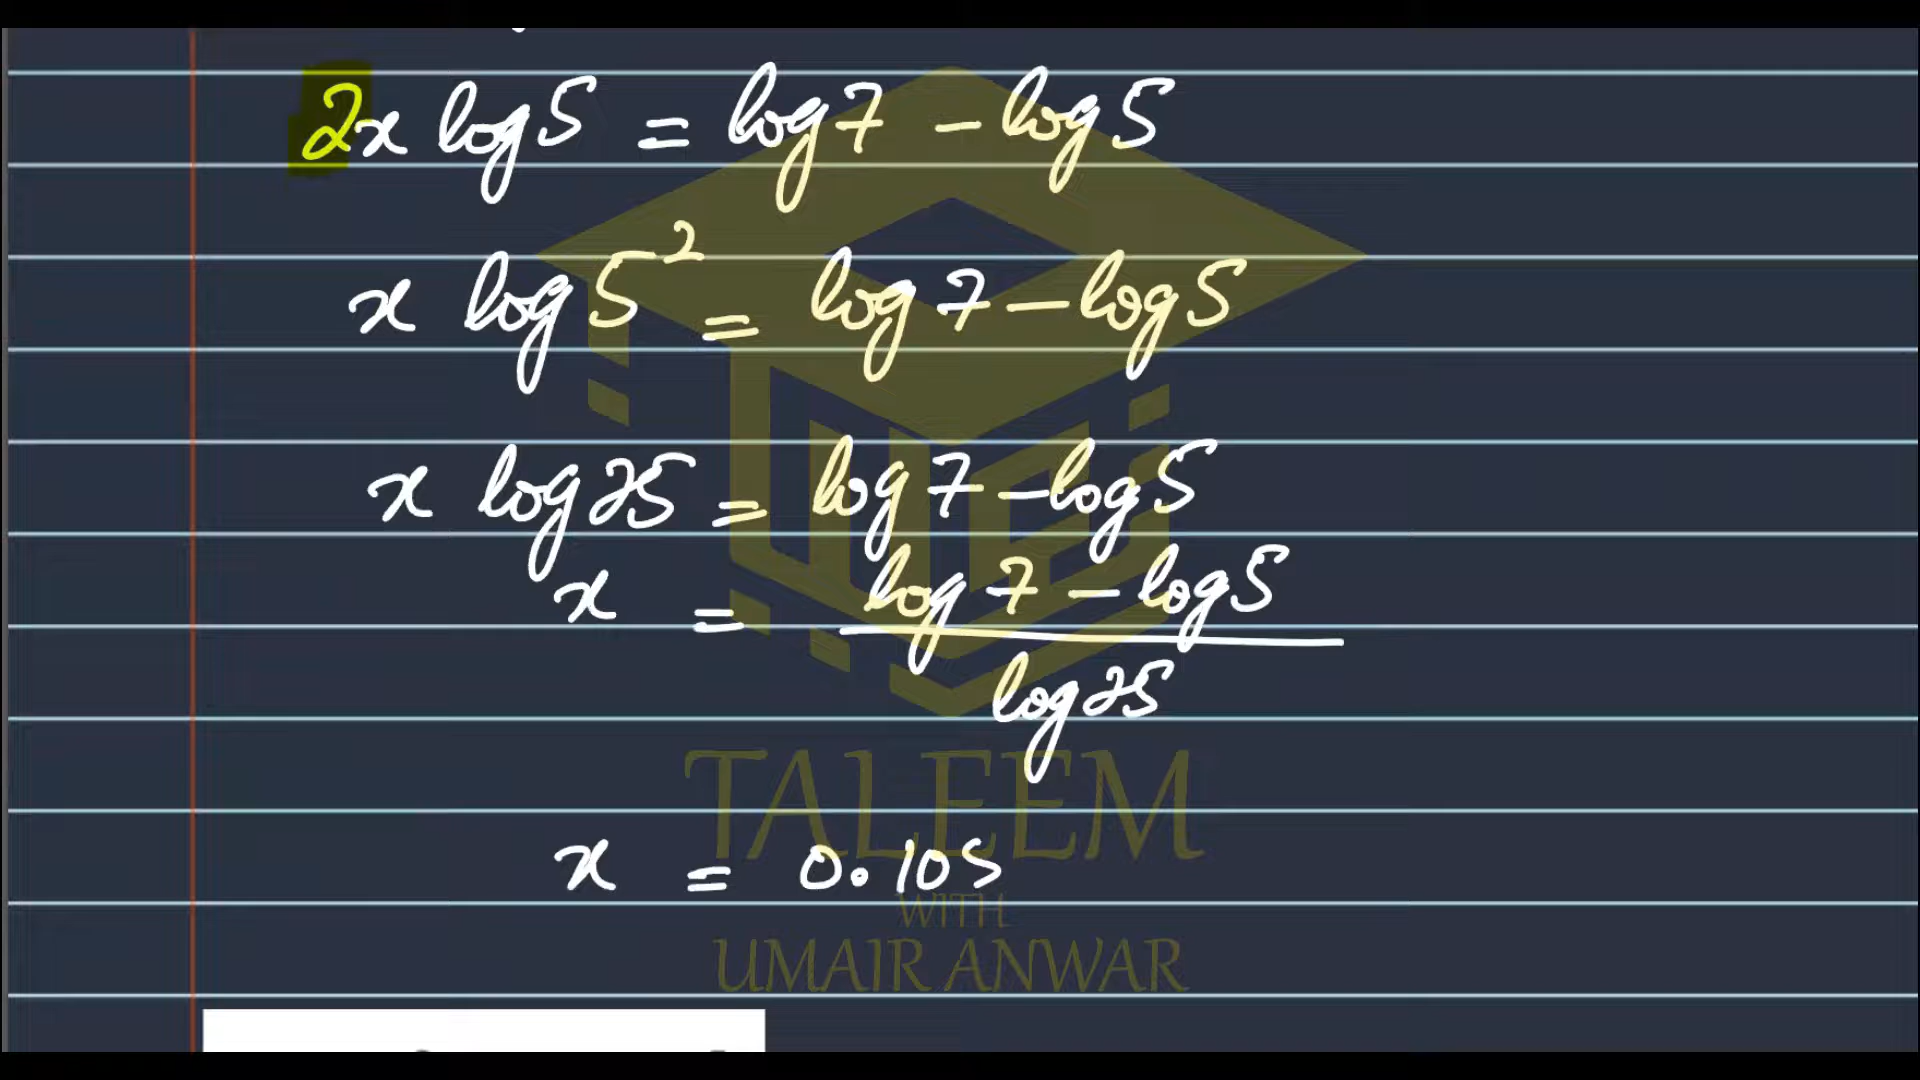 2x log5 = log7 - log5
x log5² = log7 - log5
x log25 = log7 - log5
x = (log7 - log5) / log25
x = 0.105
TALEEM
WITH
UMAIR ANWAR